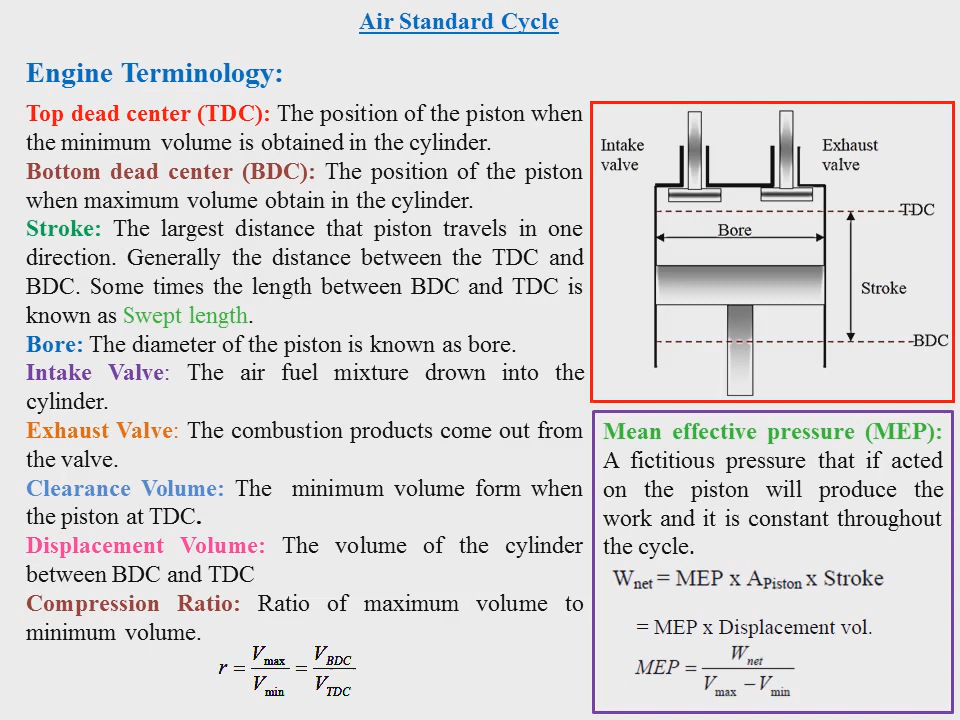 Air Standard Cycle
Engine Terminology:
Top dead center (TDC): The position of the piston when
the minimum volume is obtained in the cylinder.
Bottom dead center (BDC): The position of the piston
when maximum volume obtain in the cylinder.
Stroke: The largest distance that piston travels in one
direction. Generally the distance between the TDC and
BDC. Some times the length between BDC and TDC is
known as Swept length.
Bore: The diameter of the piston is known as bore.
Intake Valve: The air fuel mixture drown into the
cylinder.
Exhaust Valve: The combustion products come out from
the valve.
Clearance Volume: The minimum volume form when
the piston at TDC.
Displacement Volume: The volume of the cylinder
between BDC and TDC
Compression Ratio: Ratio of maximum volume to
minimum volume.
r = Vmax / Vmin = VBDC / VTDC
Intake
valve
Exhaust
valve
TDC
Bore
Stroke
BDC
Mean effective pressure (MEP):
A fictitious pressure that if acted
on the piston will produce the
work and it is constant throughout
the cycle.
Wnet = MEP x APiston x Stroke
= MEP x Displacement vol.
MEP = Wnet / Vmax − Vmin